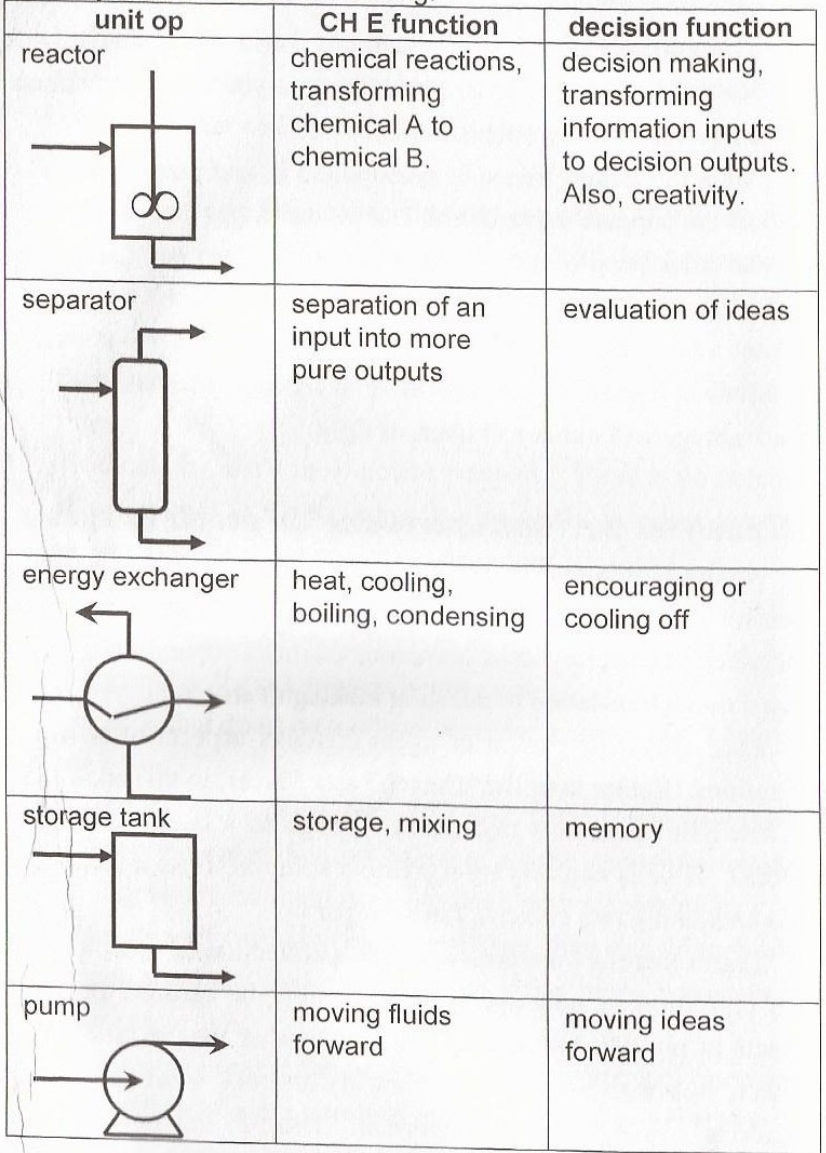 unit op
CH E function
decision function
reactor
chemical reactions,
transforming
chemical A to
chemical B.
decision making,
transforming
information inputs
to decision outputs.
Also, creativity.
separator
separation of an
input into more
pure outputs
evaluation of ideas
energy exchanger
heat, cooling,
boiling, condensing
encouraging or
cooling off
storage tank
storage, mixing
memory
pump
moving fluids
forward
moving ideas
forward